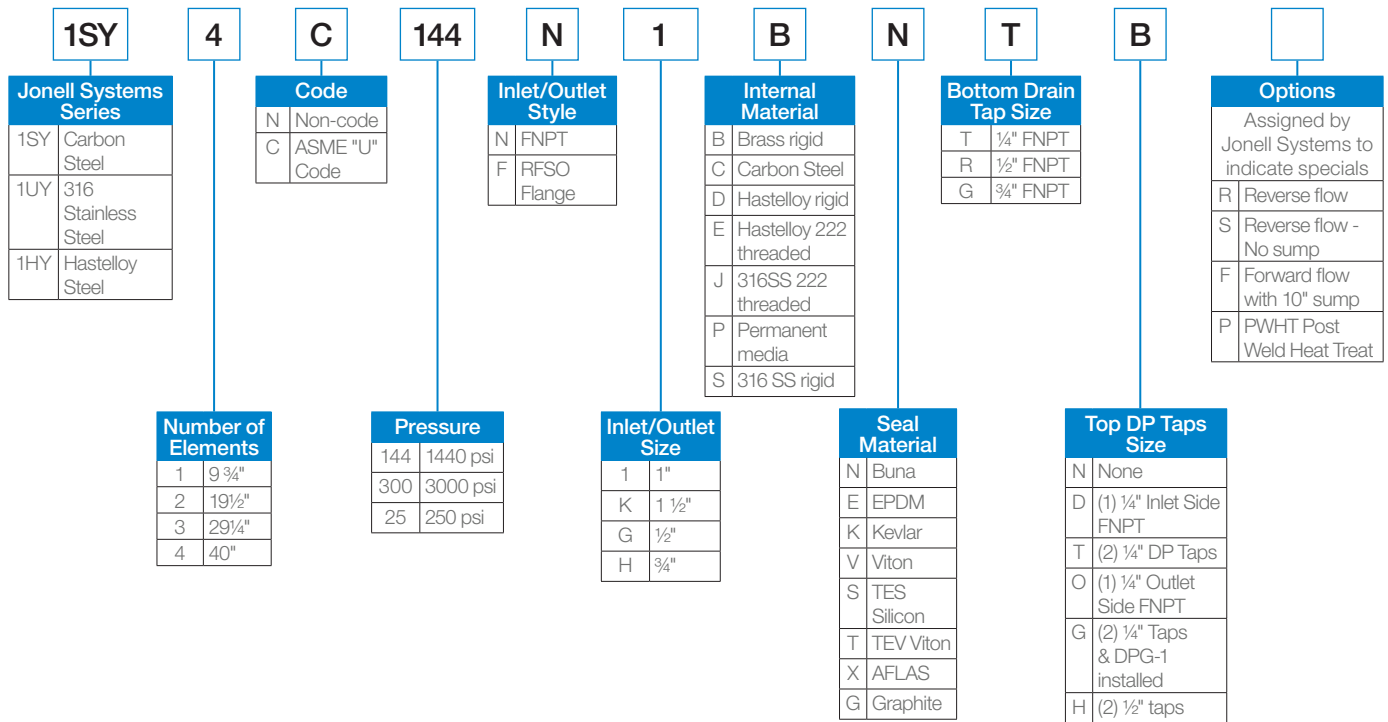 1SY 4 C 144 N 1 B N T B
Jonell Systems
Series
1SY Carbon
Steel
1UY 316
Stainless
Steel
1HY Hastelloy
Steel
Code
N Non-code
C ASME "U"
Code
Inlet/Outlet
Style
N FNPT
F RFSO
Flange
Internal
Material
B Brass rigid
C Carbon Steel
D Hastelloy rigid
E Hastelloy 222
threaded
J 316SS 222
threaded
P Permanent
media
S 316 SS rigid
Bottom Drain
Tap Size
T ¼" FNPT
R ½" FNPT
G ¾" FNPT
Options
Assigned by
Jonell Systems to
indicate specials
R Reverse flow
S Reverse flow -
No sump
F Forward flow
with 10" sump
P PWHT Post
Weld Heat Treat
Number of
Elements
1 9 ¾"
2 19½"
3 29¼"
4 40"
Pressure
144 1440 psi
300 3000 psi
25 250 psi
Inlet/Outlet
Size
1 1"
K 1 ½"
G ½"
H ¾"
Seal
Material
N Buna
E EPDM
K Kevlar
V Viton
S TES
Silicon
T TEV Viton
X AFLAS
G Graphite
Top DP Taps
Size
N None
D (1) ¼" Inlet Side
FNPT
T (2) ¼" DP Taps
O (1) ¼" Outlet
Side FNPT
G (2) ¼" Taps
& DPG-1
installed
H (2) ½" taps